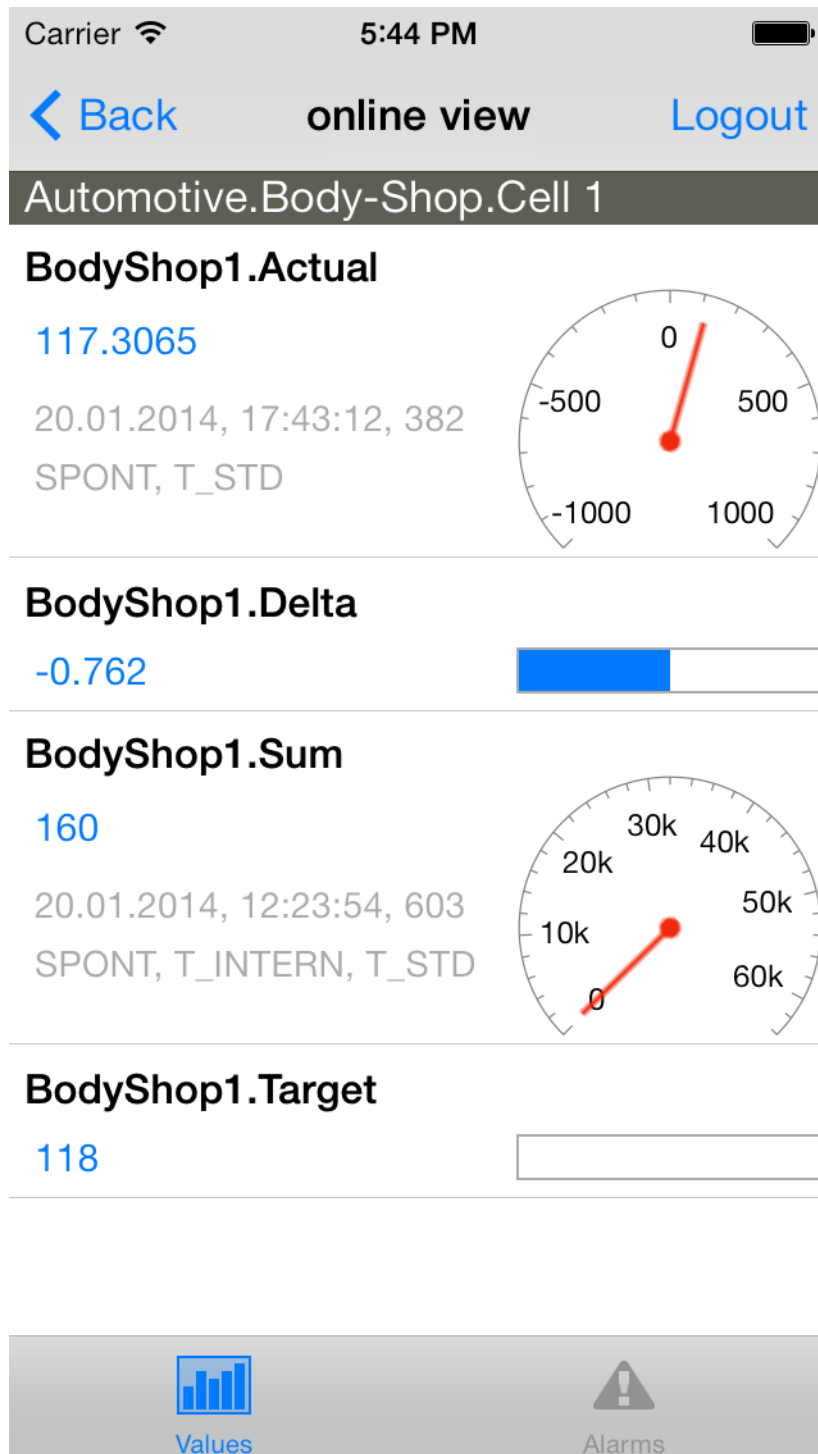 Carrier 5:44 PM
Back online view Logout
Automotive.Body-Shop.Cell 1
BodyShop1.Actual
117.3065
20.01.2014, 17:43:12, 382
SPONT, T_STD
0
-500 500
-1000 1000
BodyShop1.Delta
-0.762
BodyShop1.Sum
160
20.01.2014, 12:23:54, 603
SPONT, T_INTERN, T_STD
30k 40k
20k
50k
10k
60k
0
BodyShop1.Target
118
Values Alarms